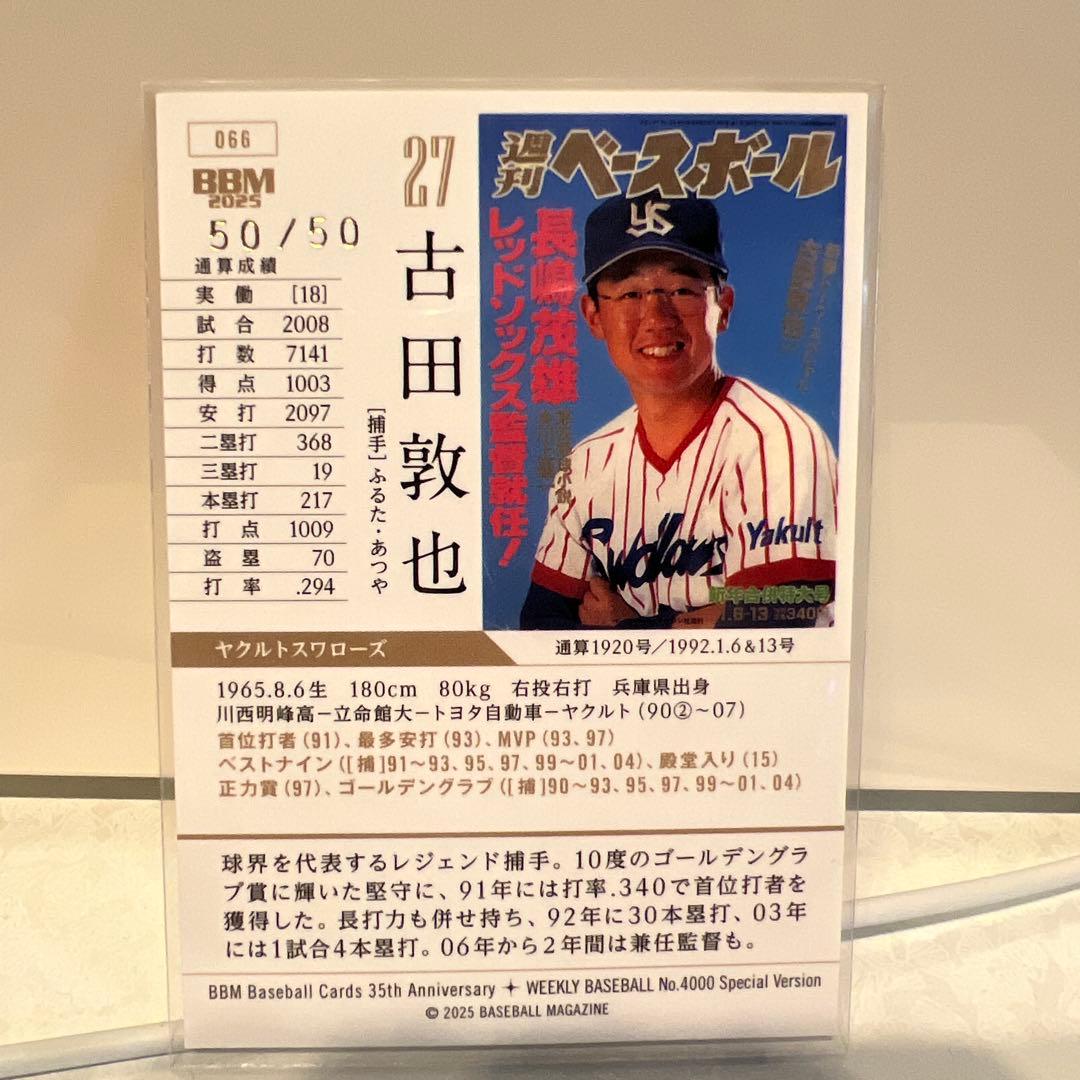 066
BBM
2025
50/50
通算成績
実働 [18]
試合 2008
打数 7141
得点 1003
安打 2097
二塁打 368
三塁打 19
本塁打 217
打点 1009
盗塁 70
打率 .294
27
古田敦也
[捕手]ふるた・あつや
週刊ベースボール
長嶋茂雄
レッドソックス監督就任!
YS
Swallows
Yakult
新年合併特大号
1.6-13 340円
ヤクルトスワローズ
通算1920号/1992.1.6&13号
1965.8.6生 180cm 80kg 右投右打 兵庫県出身
川西明峰高ー立命館大ートヨタ自動車ーヤクルト(90②~07)
首位打者(91)、最多安打(93)、MVP(93、97)
ベストナイン([捕]91~93、95、97、99~01、04)、殿堂入り(15)
正力賞(97)、ゴールデングラブ([捕]90~93、95、97、99~01、04)
球界を代表するレジェンド捕手。10度のゴールデングラ
ブ賞に輝いた堅守に、91年には打率.340で首位打者を
獲得した。長打力も併せ持ち、92年に30本塁打、03年
には1試合4本塁打。06年から2年間は兼任監督も。
BBM Baseball Cards 35th Anniversary ✦ WEEKLY BASEBALL No.4000 Special Version
© 2025 BASEBALL MAGAZINE